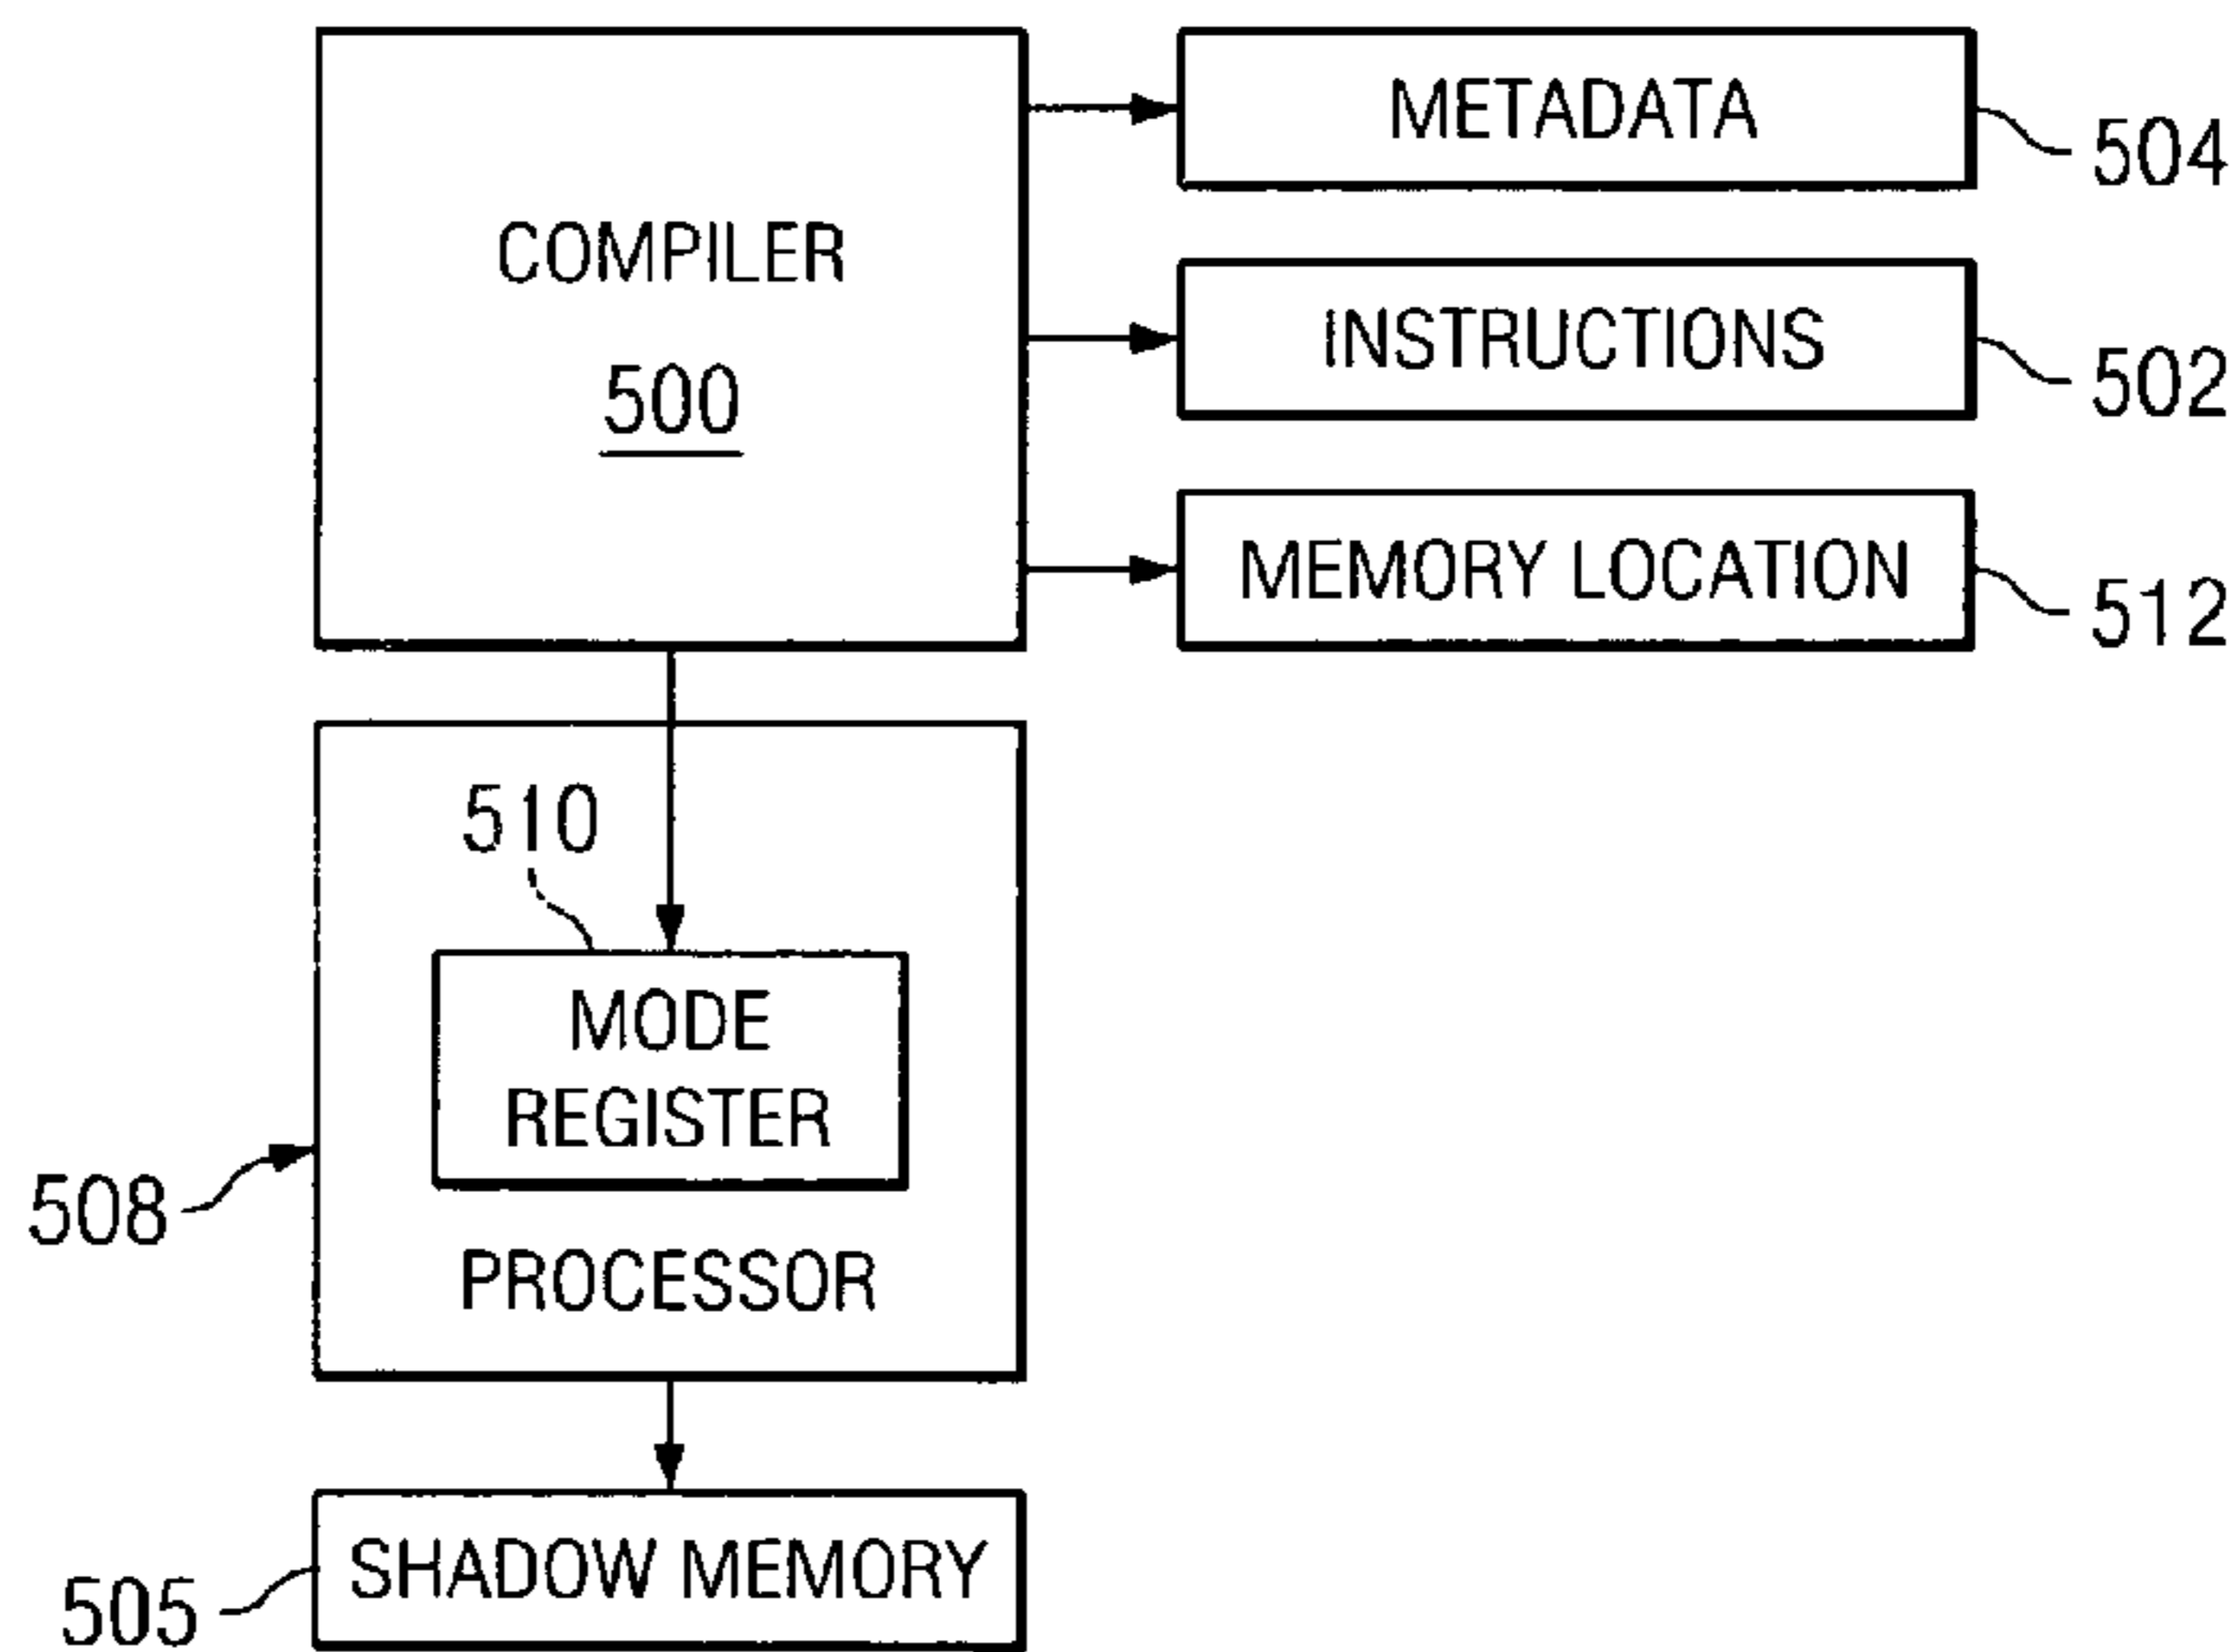 COMPILER
500
METADATA
504
INSTRUCTIONS
502
MEMORY LOCATION
512
510
MODE
REGISTER
508
PROCESSOR
SHADOW MEMORY
505